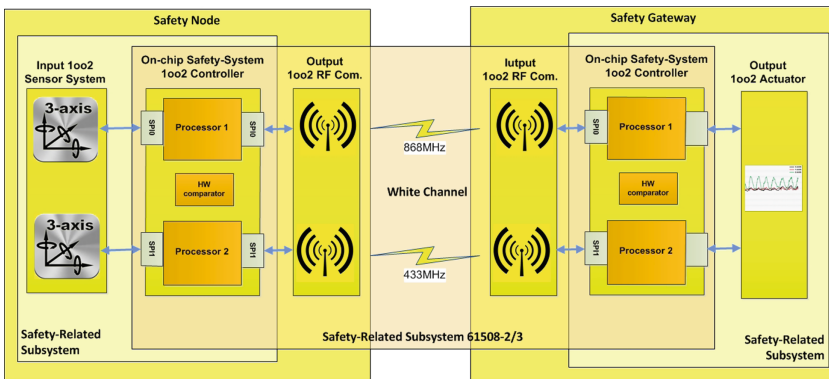 Safety Node
Safety Gateway
Input 1oo2
Sensor System
On-chip Safety-System
1oo2 Controller
Output
1oo2 RF Com.
Iutput
1oo2 RF Com.
On-chip Safety-System
1oo2 Controller
Output
1oo2 Actuator
3-axis
SPI0
Processor 1
SPI0
868MHz
SPI0
Processor 1
HW
comparator
White Channel
HW
comparator
3-axis
SPI1
Processor 2
SPI1
433MHz
SPI1
Processor 2
Safety-Related
Subsystem
Safety-Related Subsystem 61508-2/3
Safety-Related
Subsystem